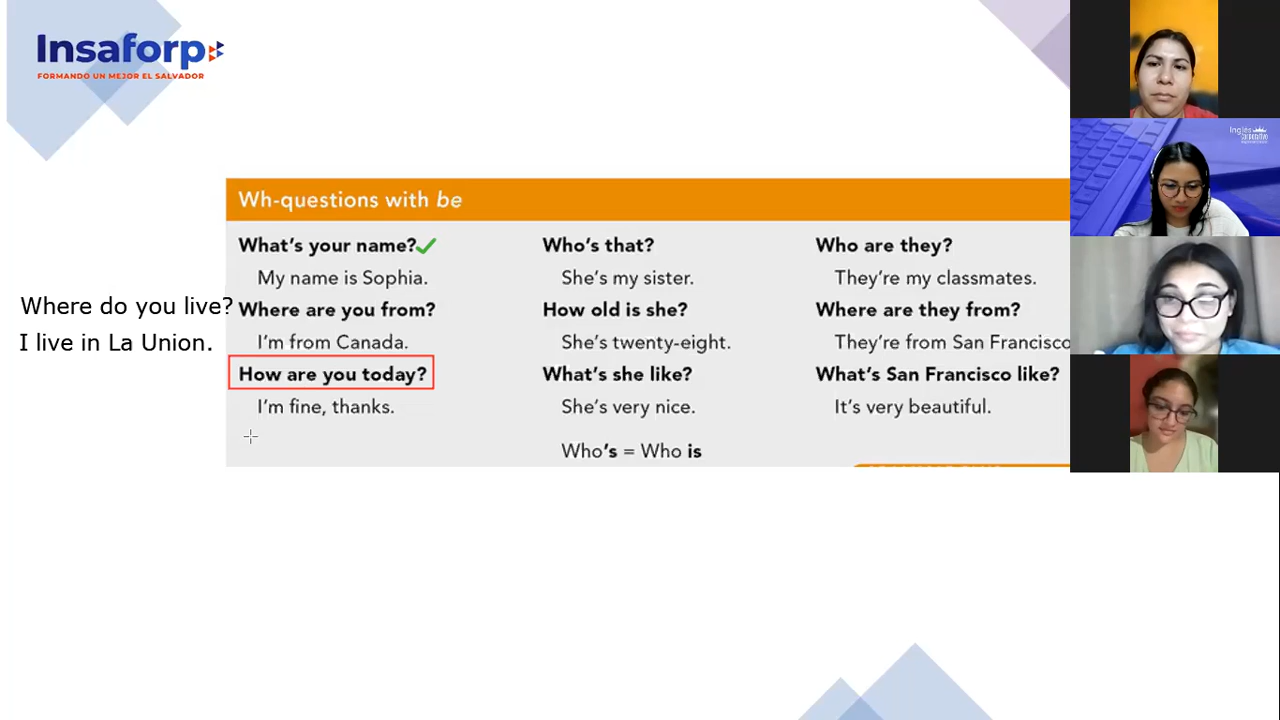 Insaforp
FORMANDO UN MEJOR EL SALVADOR
Ingles
Wh-questions with be
What's your name?
My name is Sophia.
Where are you from?
I'm from Canada.
How are you today?
I'm fine, thanks.
Where do you live?
I live in La Union.
Who's that?
She's my sister.
How old is she?
She's twenty-eight.
What's she like?
She's very nice.
Who's = Who is
Who are they?
They're my classmates.
Where are they from?
They're from San Francisco
What's San Francisco like?
It's very beautiful.